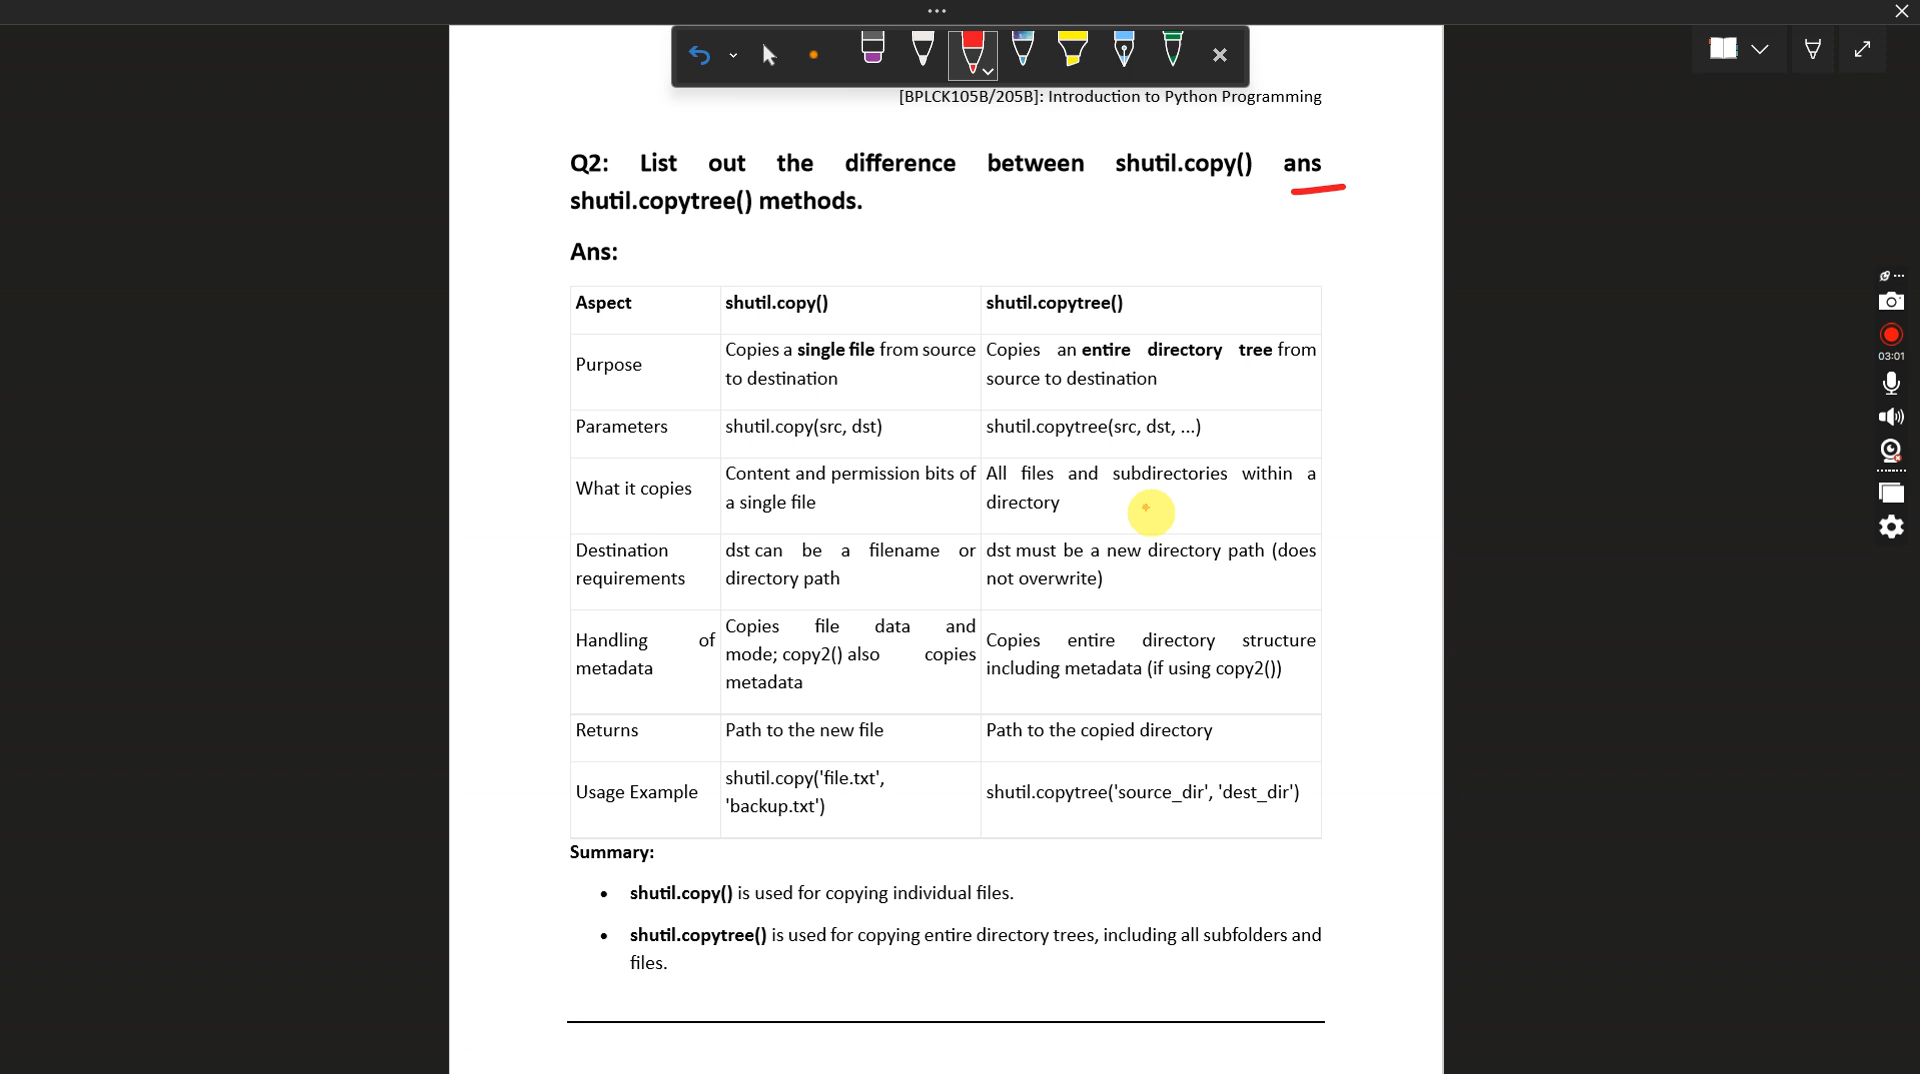 [BPLCK105B/205B]: Introduction to Python Programming
Q2: List out the difference between shutil.copy() ans
shutil.copytree() methods.
Ans:
Aspect shutil.copy() shutil.copytree()
Purpose
Copies a single file from source
to destination
Copies an entire directory tree from
source to destination
Parameters shutil.copy(src, dst) shutil.copytree(src, dst, ...)
What it copies
Content and permission bits of
a single file
All files and subdirectories within a
directory
Destination
requirements
dst can be a filename or
directory path
dst must be a new directory path (does
not overwrite)
Handling of
metadata
Copies file data and
mode; copy2() also copies
metadata
Copies entire directory structure
including metadata (if using copy2())
Returns Path to the new file Path to the copied directory
Usage Example
shutil.copy('file.txt',
'backup.txt')
shutil.copytree('source_dir', 'dest_dir')
Summary:
• shutil.copy() is used for copying individual files.
• shutil.copytree() is used for copying entire directory trees, including all subfolders and
files.
03:01